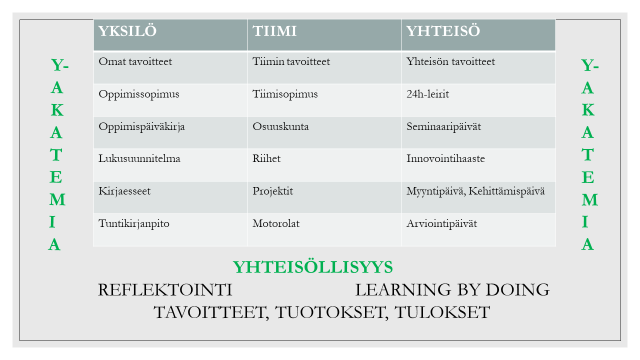 YKSILÖ TIIMI YHTEISÖ
Omat tavoitteet Tiimin tavoitteet Yhteisön tavoitteet
Oppimissopimus Tiimisopimus 24h-leirit
Oppimispäiväkirja Osuuskunta Seminaaripäivät
Lukusuunnitelma Riihet Innovointihaaste
Kirjaesseet Projektit Myyntipäivä, Kehittämispäivä
Tuntikirjanpito Motorolat Arviointipäivät
Y-
A
K
A
T
E
M
I
A
Y-
A
K
A
T
E
M
I
A
YHTEISÖLLISYYS
REFLEKTOINTI LEARNING BY DOING
TAVOITTEET, TUOTOKSET, TULOKSET